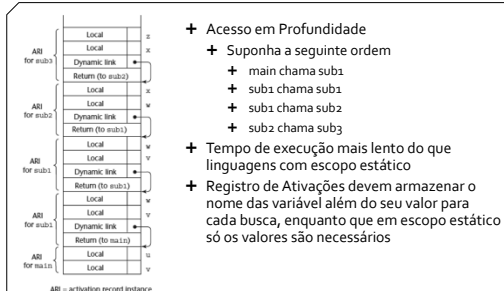 ARI
for sub3
Local z
Local x
Dynamic link
Return (to sub2)
ARI
for sub2
Local x
Local w
Dynamic link
Return (to sub1)
ARI
for sub1
Local w
Local v
Dynamic link
Return (to sub1)
ARI
for sub1
Local w
Local v
Dynamic link
Return (to main)
ARI
for main
Local u
Local v
ARI = activation record instance
+ Acesso em Profundidade
+ Suponha a seguinte ordem
+ main chama sub1
+ sub1 chama sub1
+ sub1 chama sub2
+ sub2 chama sub3
+ Tempo de execução mais lento do que
linguagens com escopo estático
+ Registro de Ativações devem armazenar o
nome das variável além do seu valor para
cada busca, enquanto que em escopo estático
só os valores são necessários